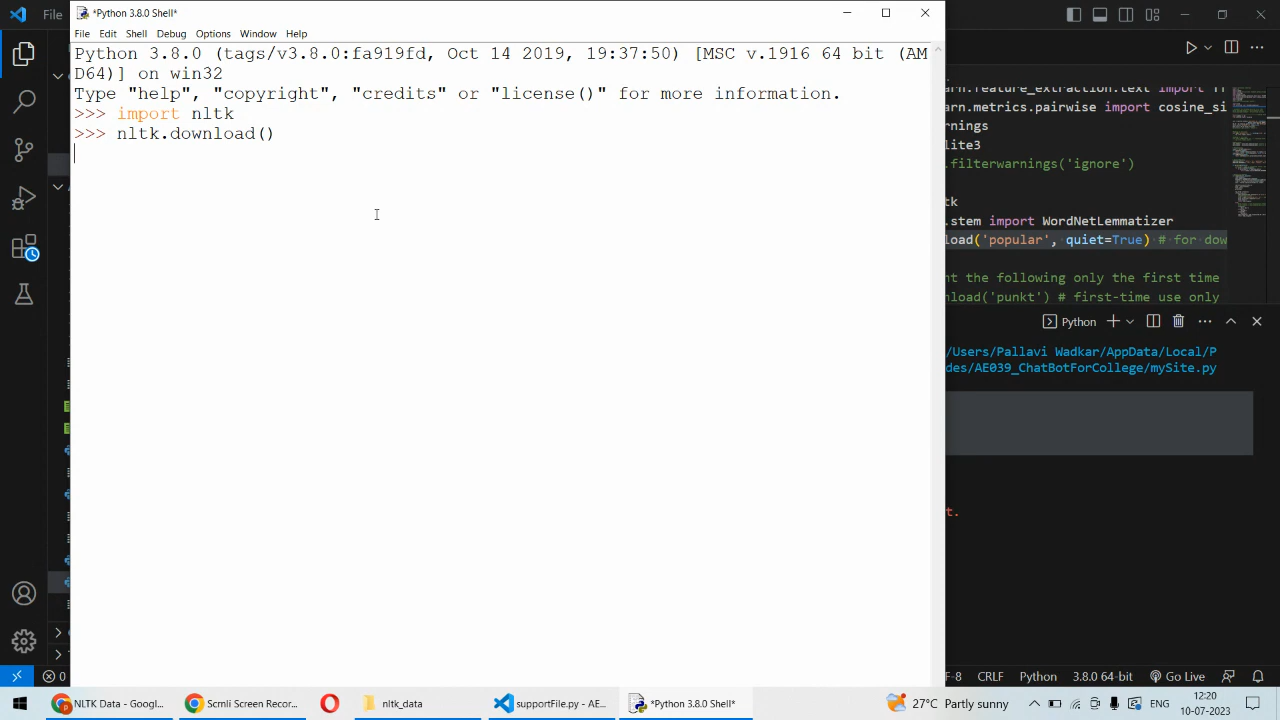 File
*Python 3.8.0 Shell*
File Edit Shell Debug Options Window Help
Python 3.8.0 (tags/v3.8.0:fa919fd, Oct 14 2019, 19:37:50) [MSC v.1916 64 bit (AM
D64)] on win32
Type "help", "copyright", "credits" or "license()" for more information.
>>> import nltk
>>> nltk.download()
arn.feature_extraction.text import
arn.metrics.pairwise import cosine_si
nings
lite3
.filterwarnings('ignore')
tk
.stem import WordNetLemmatizer
load('popular', quiet=True) # for dow
nt the following only the first time
nload('punkt') # first-time use only
Python
/Users/Pallavi Wadkar/AppData/Local/P
des/AE039_ChatBotForCollege/mySite.py
t.
0
F-8 CRLF Python 3.8.0 64-bit Go Live
NLTK Data - Googl...
Scrnli Screen Recor...
nltk_data
supportFile.py - AE...
*Python 3.8.0 Shell*
27°C Partly sunny
ENG
12:20
10-07-2023